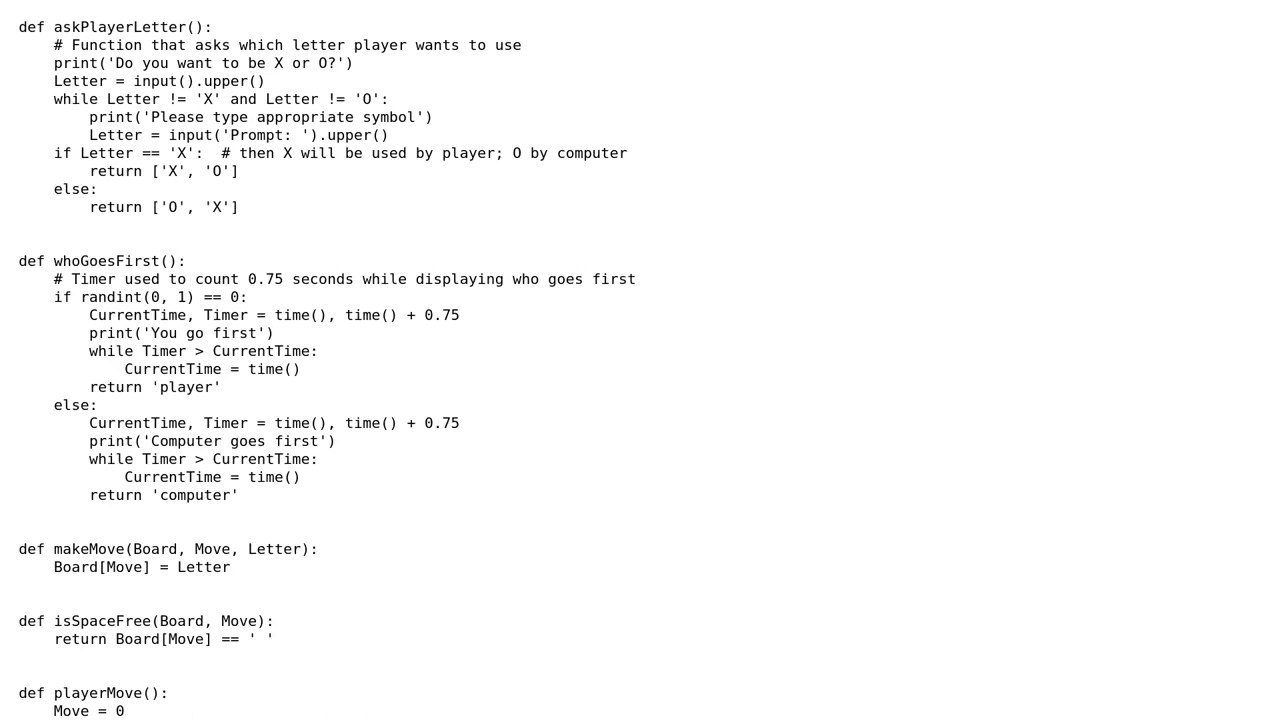 def askPlayerLetter():
    # Function that asks which letter player wants to use
    print('Do you want to be X or O?')
    Letter = input().upper()
    while Letter != 'X' and Letter != 'O':
        print('Please type appropriate symbol')
        Letter = input('Prompt: ').upper()
    if Letter == 'X':  # then X will be used by player; O by computer
        return ['X', 'O']
    else:
        return ['O', 'X']


def whoGoesFirst():
    # Timer used to count 0.75 seconds while displaying who goes first
    if randint(0, 1) == 0:
        CurrentTime, Timer = time(), time() + 0.75
        print('You go first')
        while Timer > CurrentTime:
            CurrentTime = time()
        return 'player'
    else:
        CurrentTime, Timer = time(), time() + 0.75
        print('Computer goes first')
        while Timer > CurrentTime:
            CurrentTime = time()
        return 'computer'


def makeMove(Board, Move, Letter):
    Board[Move] = Letter


def isSpaceFree(Board, Move):
    return Board[Move] == ' '


def playerMove():
    Move = 0